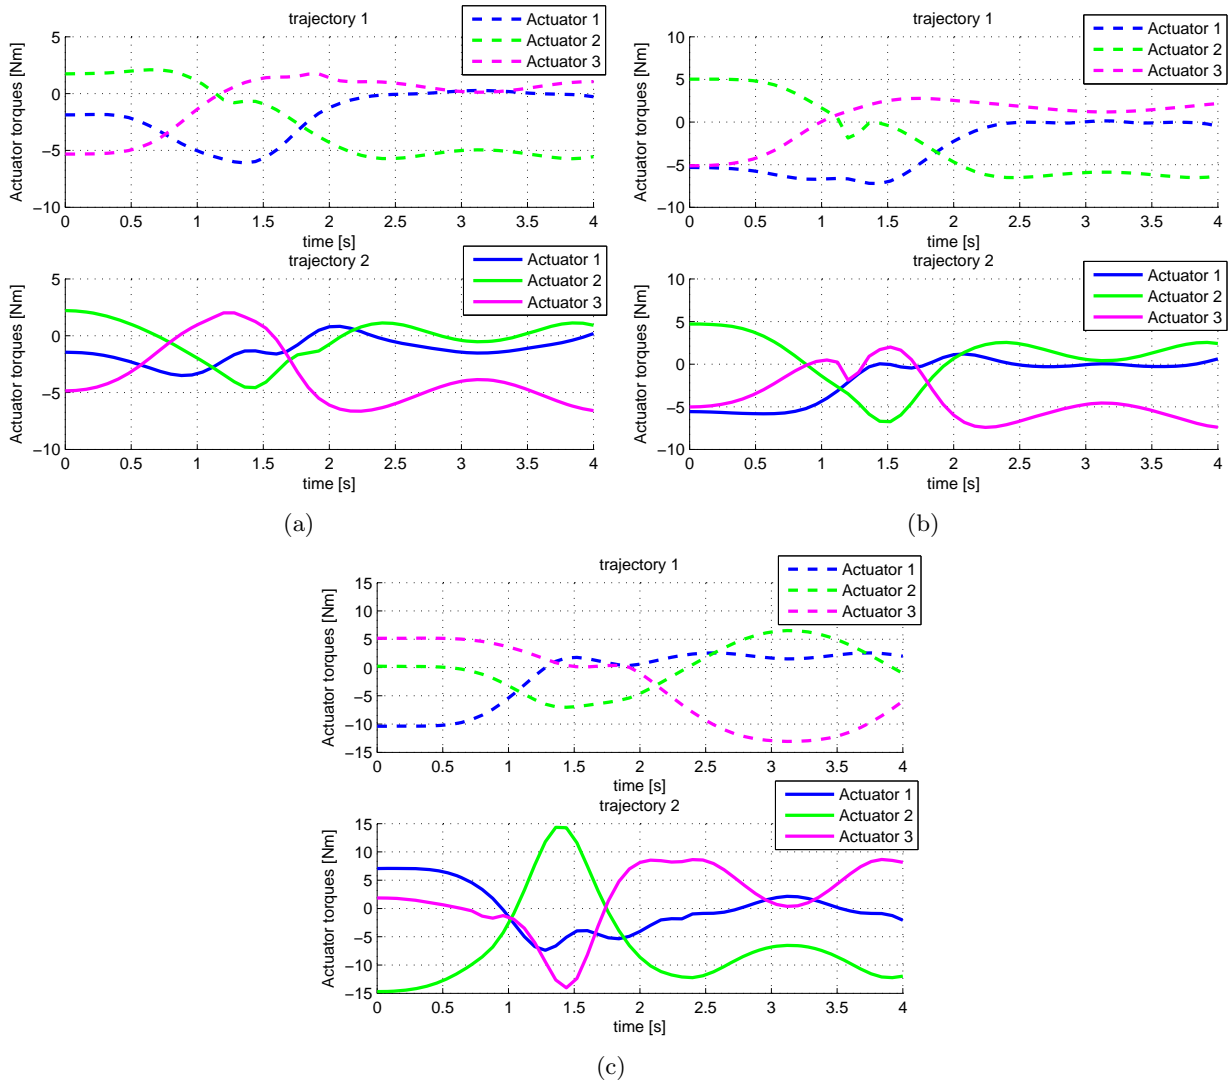 trajectory 1
Actuator 1
Actuator 2
Actuator 3
Actuator torques [Nm]
5
0
−5
−10
0 0.5 1 1.5 2 2.5 3 3.5 4
time [s]
trajectory 2
Actuator 1
Actuator 2
Actuator 3
Actuator torques [Nm]
5
0
−5
−10
0 0.5 1 1.5 2 2.5 3 3.5 4
time [s]
(a)
trajectory 1
Actuator 1
Actuator 2
Actuator 3
Actuator torques [Nm]
10
5
0
−5
−10
0 0.5 1 1.5 2 2.5 3 3.5 4
time [s]
trajectory 2
Actuator 1
Actuator 2
Actuator 3
Actuator torques [Nm]
10
5
0
−5
−10
0 0.5 1 1.5 2 2.5 3 3.5 4
time [s]
(b)
trajectory 1
Actuator 1
Actuator 2
Actuator 3
Actuator torques [Nm]
15
10
5
0
−5
−10
−15
0 0.5 1 1.5 2 2.5 3 3.5 4
time [s]
trajectory 2
Actuator 1
Actuator 2
Actuator 3
Actuator torques [Nm]
15
10
5
0
−5
−10
−15
0 0.5 1 1.5 2 2.5 3 3.5 4
time [s]
(c)